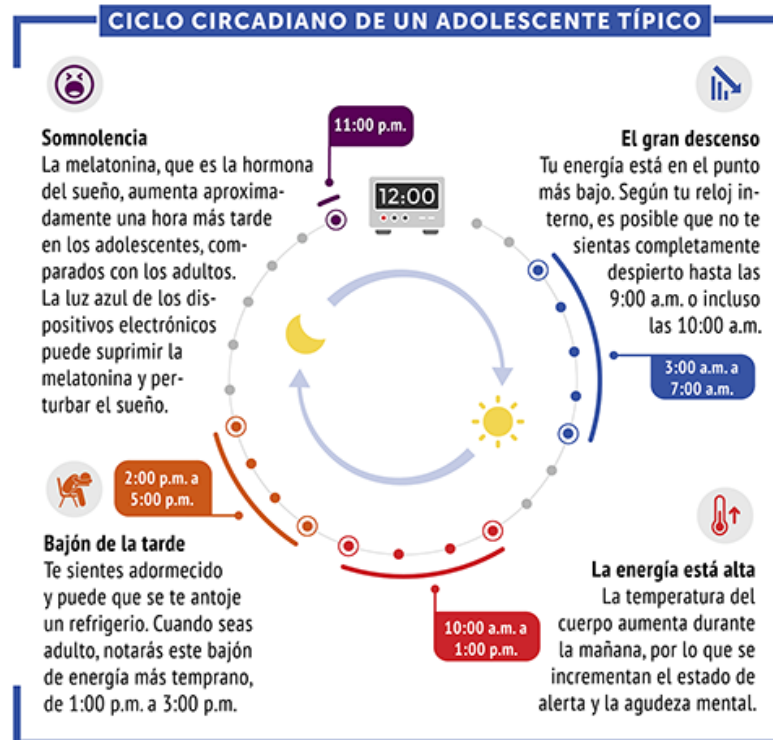 CICLO CIRCADIANO DE UN ADOLESCENTE TÍPICO
Somnolencia
La melatonina, que es la hormona
del sueño, aumenta aproxima-
damente una hora más tarde
en los adolescentes, com-
parados con los adultos.
La luz azul de los dis-
positivos electrónicos
puede suprimir la
melatonina y per-
turbar el sueño.
11:00 p.m.
12:00
El gran descenso
Tu energía está en el punto
más bajo. Según tu reloj in-
terno, es posible que no te
sientas completamente
despierto hasta las
9:00 a.m. o incluso
las 10:00 a.m.
3:00 a.m. a
7:00 a.m.
2:00 p.m. a
5:00 p.m.
Bajón de la tarde
Te sientes adormecido
y puede que se te antoje
un refrigerio. Cuando seas
adulto, notarás este bajón
de energía más temprano,
de 1:00 p.m. a 3:00 p.m.
10:00 a.m. a
1:00 p.m.
La energía está alta
La temperatura del
cuerpo aumenta durante
la mañana, por lo que se
incrementan el estado de
alerta y la agudeza mental.